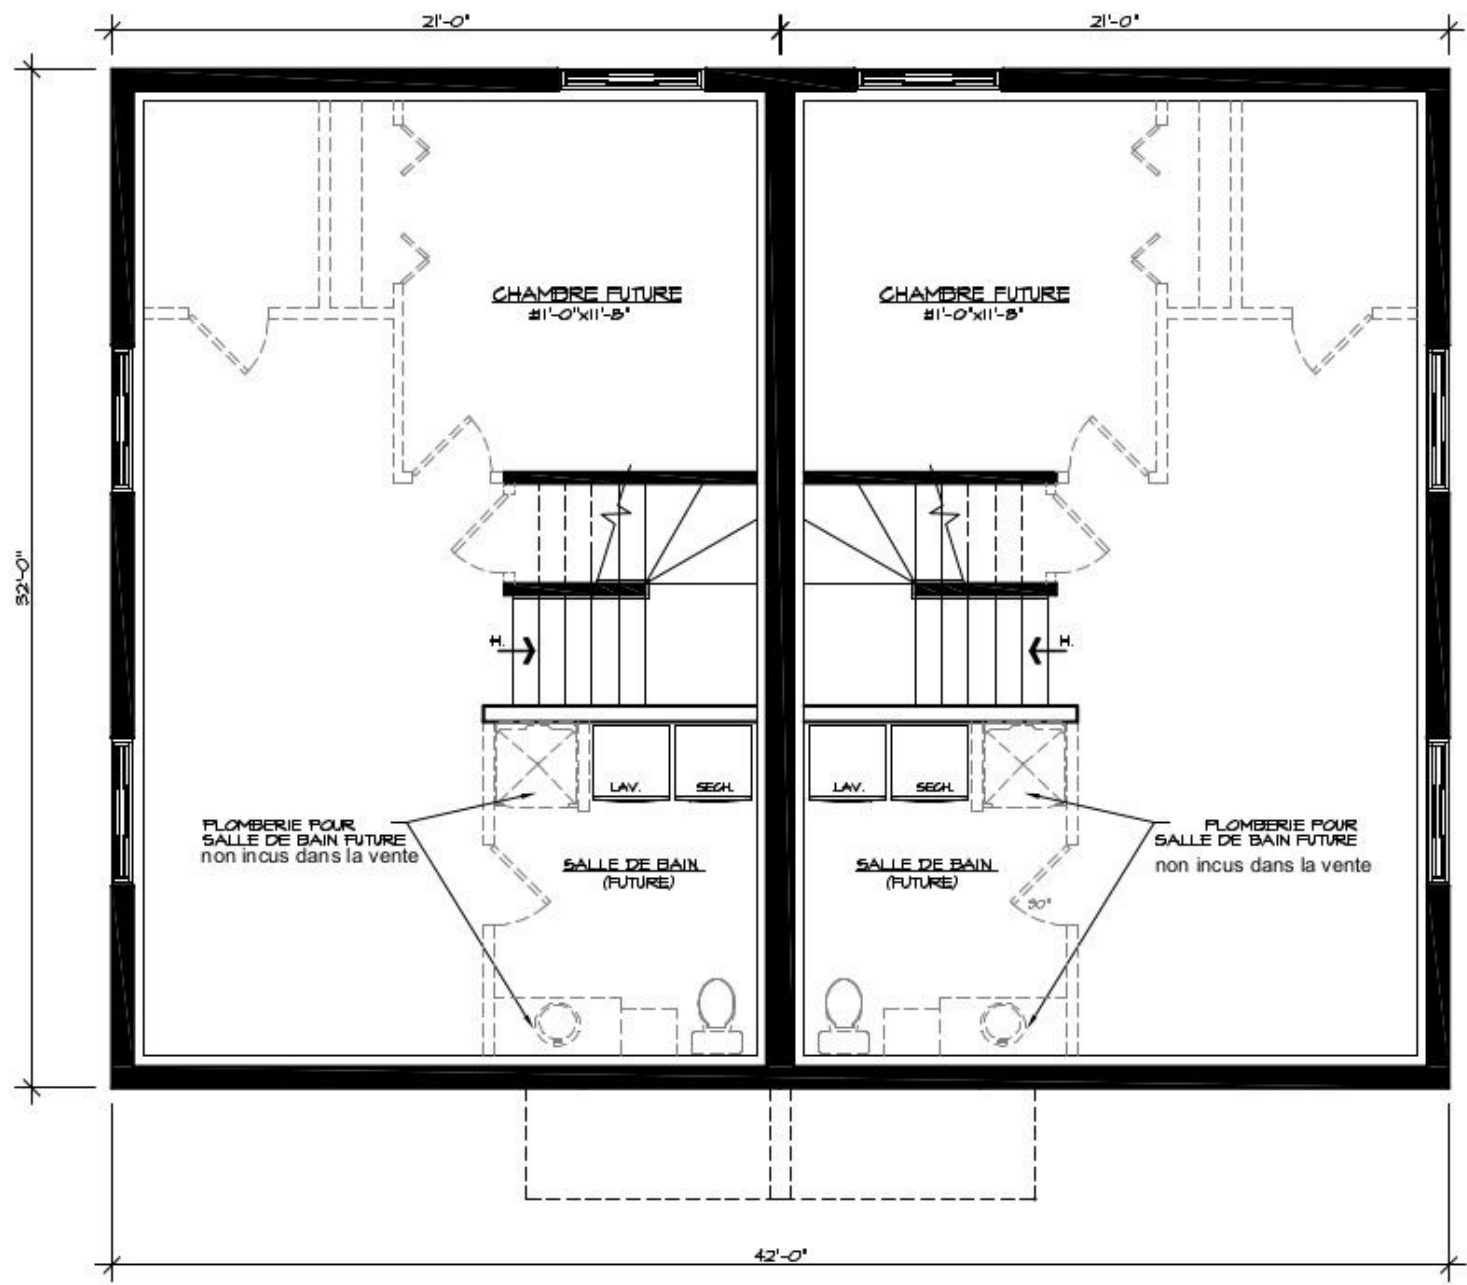 21'-0" 21'-0"
CHAMBRE FUTURE
±11'-0"x11'-8"
CHAMBRE FUTURE
±11'-0"x11'-8"
32'-0"
H.
H.
LAV. SECH.
LAV. SECH.
PLOMBERIE POUR
SALLE DE BAIN FUTURE
non incus dans la vente
SALLE DE BAIN
(FUTURE)
SALLE DE BAIN
(FUTURE)
30"
PLOMBERIE POUR
SALLE DE BAIN FUTURE
non incus dans la vente
42'-0"